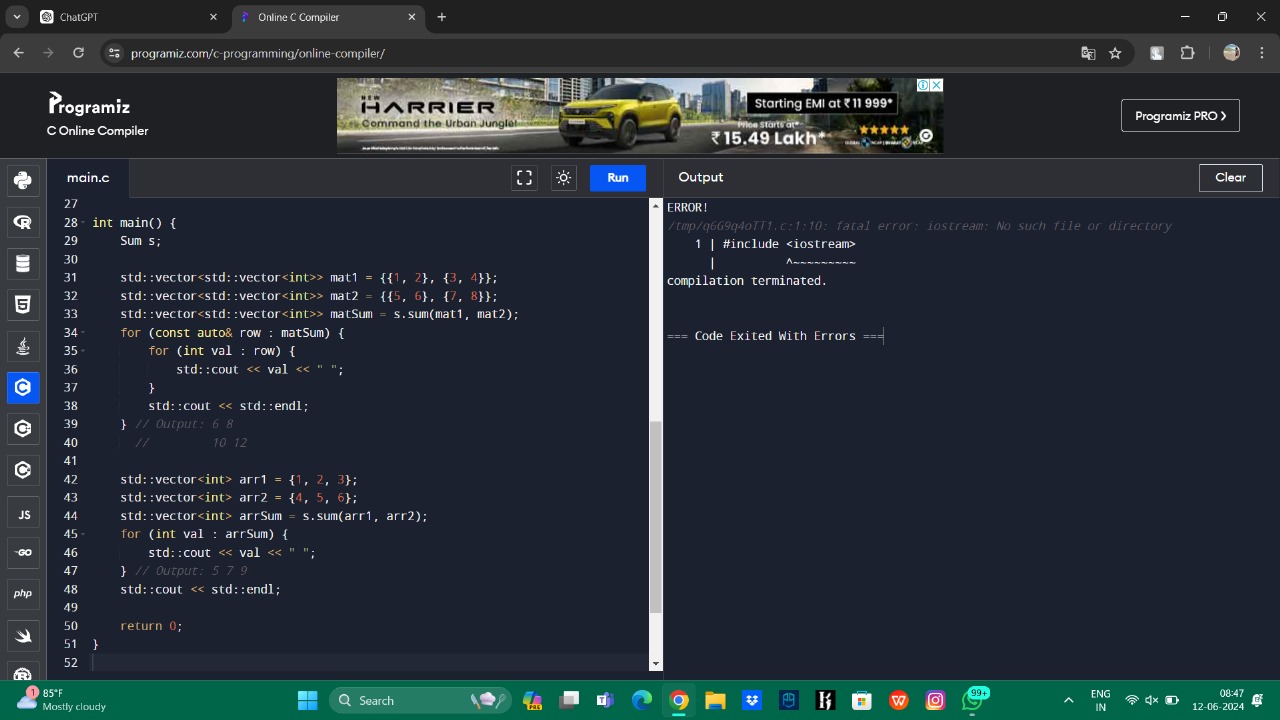 ChatGPT
Online C Compiler
programiz.com/c-programming/online-compiler/
Programiz
C Online Compiler
NEW
HARRIER
Command the Urban Jungle!
Starting EMI at ₹ 11 999*
Price Starts at*
₹ 15.49 Lakh*
Programiz PRO
main.c
Run
Output
Clear
27
28 int main() {
29 Sum s;
30
31 std::vector<std::vector<int>> mat1 = {{1, 2}, {3, 4}};
32 std::vector<std::vector<int>> mat2 = {{5, 6}, {7, 8}};
33 std::vector<std::vector<int>> matSum = s.sum(mat1, mat2);
34 for (const auto& row : matSum) {
35 for (int val : row) {
36 std::cout << val << " ";
37 }
38 std::cout << std::endl;
39 } // Output: 6 8
40 // 10 12
41
42 std::vector<int> arr1 = {1, 2, 3};
43 std::vector<int> arr2 = {4, 5, 6};
44 std::vector<int> arrSum = s.sum(arr1, arr2);
45 for (int val : arrSum) {
46 std::cout << val << " ";
47 } // Output: 5 7 9
48 std::cout << std::endl;
49
50 return 0;
51 }
52
ERROR!
/tmp/q6G9q4oTT1.c:1:10: fatal error: iostream: No such file or directory
1 | #include <iostream>
| ^~~~~~~~~~
compilation terminated.
=== Code Exited With Errors ===
JS
GO
php
1
85°F
Mostly cloudy
Search
PRE
99+
ENG
IN
08:47
12-06-2024